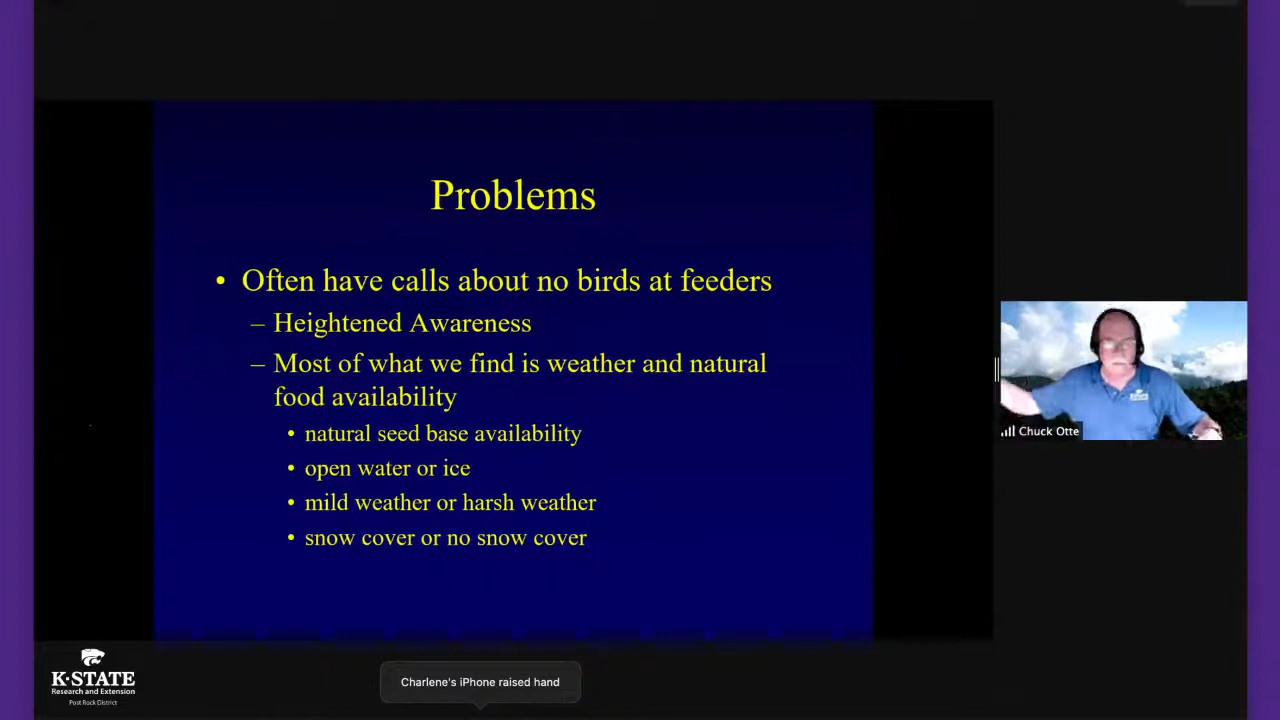 Problems
• Often have calls about no birds at feeders
– Heightened Awareness
– Most of what we find is weather and natural
food availability
• natural seed base availability
• open water or ice
• mild weather or harsh weather
• snow cover or no snow cover
Chuck Otte
K-STATE
Research and Extension
Post Rock District
Charlene's iPhone raised hand